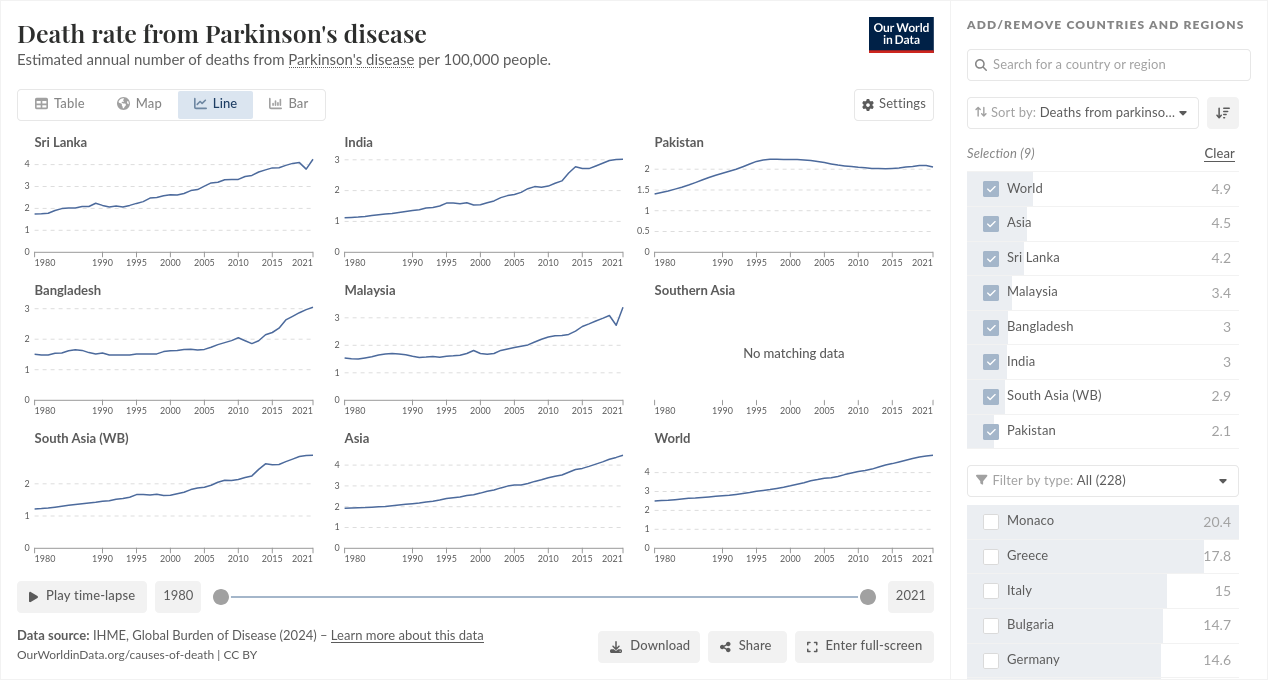 Death rate from Parkinson's disease
Estimated annual number of deaths from Parkinson's disease per 100,000 people.
Our World
in Data
Table Map Line Bar
Settings
Sri Lanka
4
3
2
1
0
1980 1990 1995 2000 2005 2010 2015 2021
India
3
2
1
0
1980 1990 1995 2000 2005 2010 2015 2021
Pakistan
2
1.5
1
0.5
0
1980 1990 1995 2000 2005 2010 2015 2021
Bangladesh
3
2
1
0
1980 1990 1995 2000 2005 2010 2015 2021
Malaysia
3
2
1
0
1980 1990 1995 2000 2005 2010 2015 2021
Southern Asia
No matching data
1980 1990 1995 2000 2005 2010 2015 2021
South Asia (WB)
2
1
0
1980 1990 1995 2000 2005 2010 2015 2021
Asia
4
3
2
1
0
1980 1990 1995 2000 2005 2010 2015 2021
World
4
3
2
1
0
1980 1990 1995 2000 2005 2010 2015 2021
Play time-lapse 1980 2021
Data source: IHME, Global Burden of Disease (2024) – Learn more about this data
OurWorldinData.org/causes-of-death | CC BY
Download Share Enter full-screen
ADD/REMOVE COUNTRIES AND REGIONS
Search for a country or region
Sort by: Deaths from parkinso...
Selection (9) Clear
World 4.9
Asia 4.5
Sri Lanka 4.2
Malaysia 3.4
Bangladesh 3
India 3
South Asia (WB) 2.9
Pakistan 2.1
Filter by type: All (228)
Monaco 20.4
Greece 17.8
Italy 15
Bulgaria 14.7
Germany 14.6